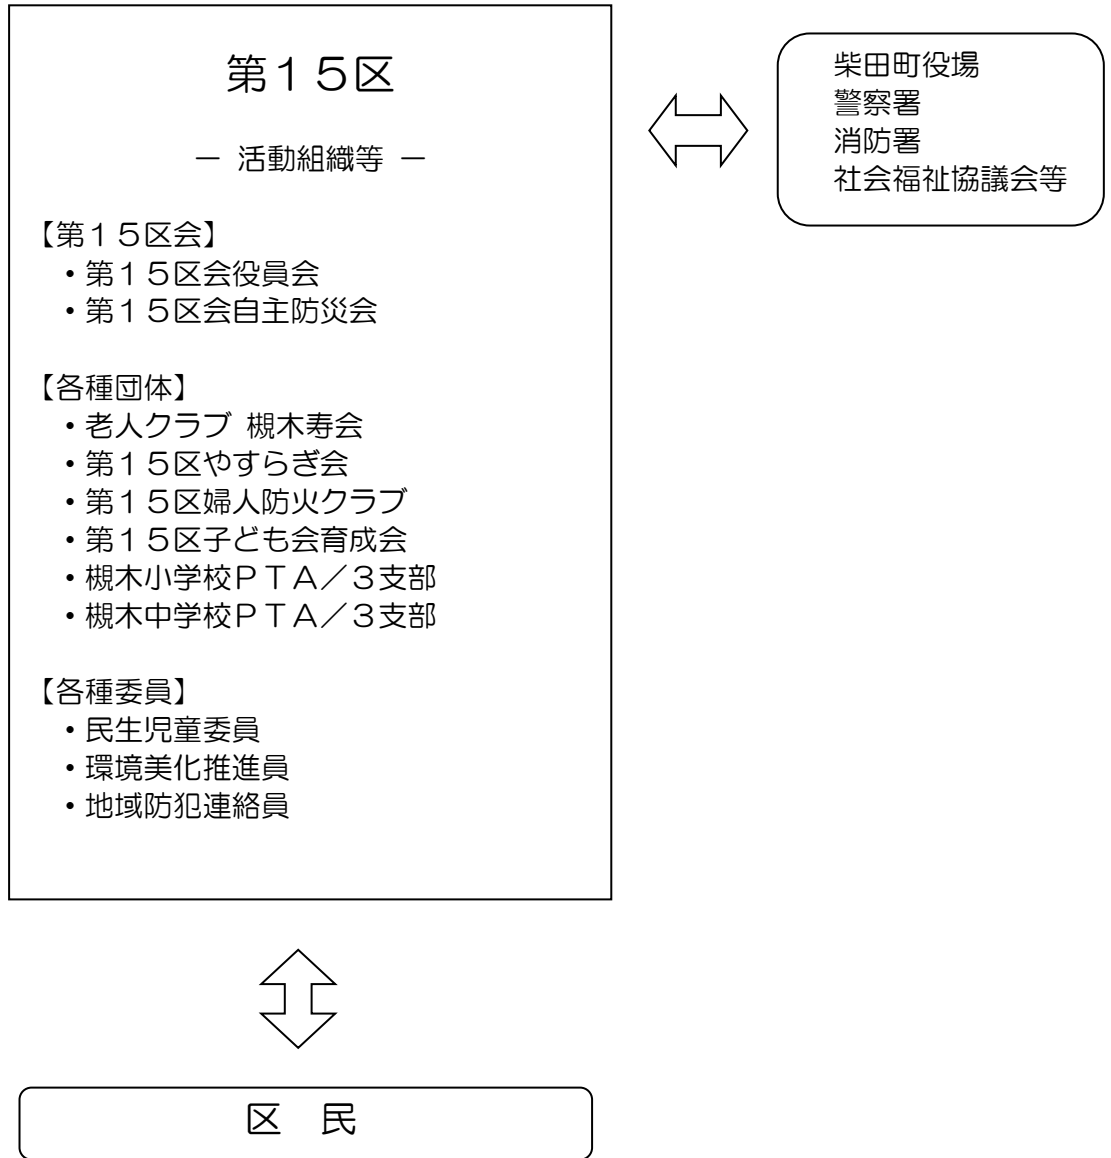 第１５区
－ 活動組織等 －
【第１５区会】
・第１５区会役員会
・第１５区会自主防災会
【各種団体】
・老人クラブ 槻木寿会
・第１５区やすらぎ会
・第１５区婦人防火クラブ
・第１５区子ども会育成会
・槻木小学校ＰＴＡ／３支部
・槻木中学校ＰＴＡ／３支部
【各種委員】
・民生児童委員
・環境美化推進員
・地域防犯連絡員
柴田町役場
警察署
消防署
社会福祉協議会等
区　民